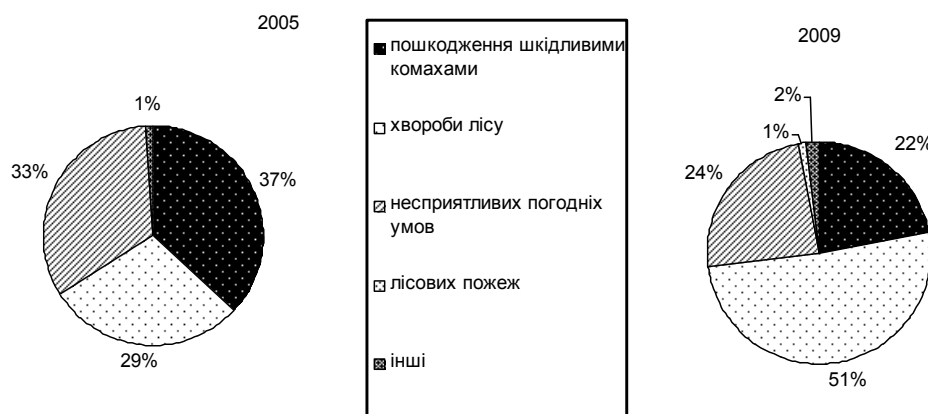 2005
1%
33%
37%
29%
пошкодження шкідливими
комахами
хвороби лісу
несприятливих погодніх
умов
лісових пожеж
інші
2009
2%
1%
22%
24%
51%